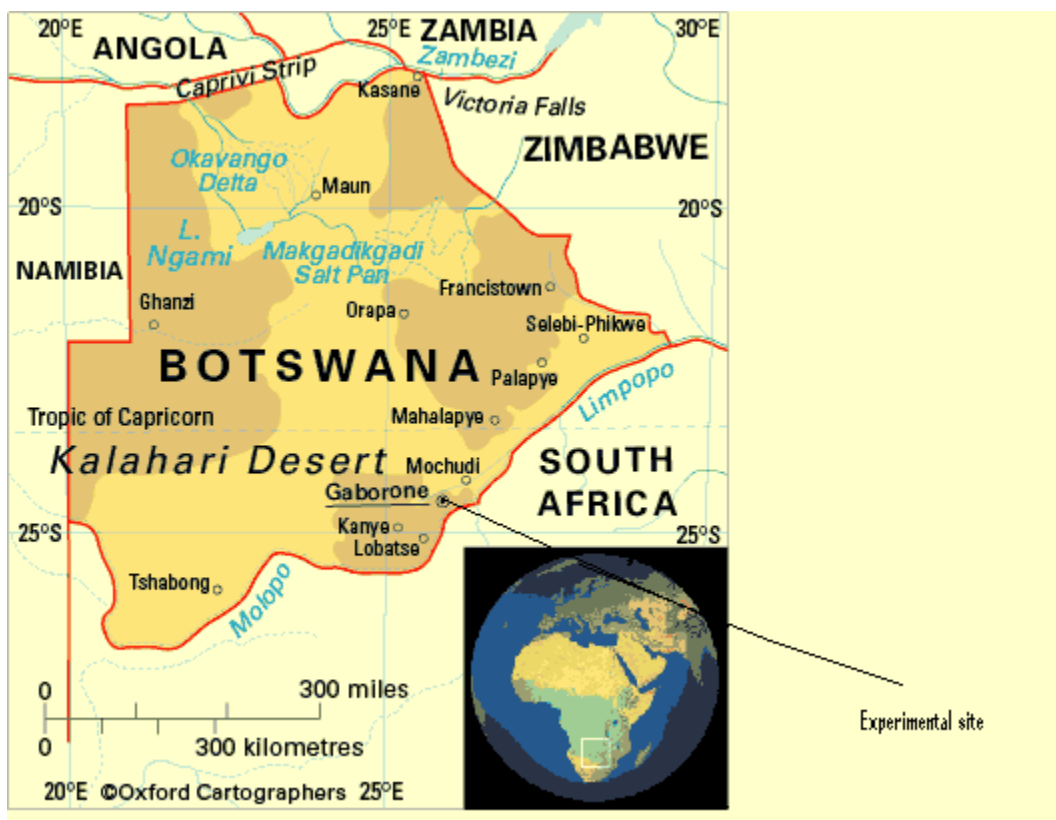 20°E
25°E
ZAMBIA
30°E
ANGOLA
Zambezi
Caprivi Strip
Kasane
Victoria Falls
ZIMBABWE
Okavango
Detta
Maun
20°S
20°S
L.
Ngami
Makgadikgadi
Salt Pan
NAMIBIA
Francistown
Ghanzi
Orapa
Selebi-Phikwe
BOTSWANA
Palapye
Limpopo
Tropic of Capricorn
Mahalapye
Kalahari Desert
Mochudi
SOUTH
AFRICA
Gaborone
Kanye
25°S
25°S
Lobatse
Tshabong
Molopo
0
300 miles
0
300 kilometres
Experimental site
20°E
©Oxford Cartographers
25°E